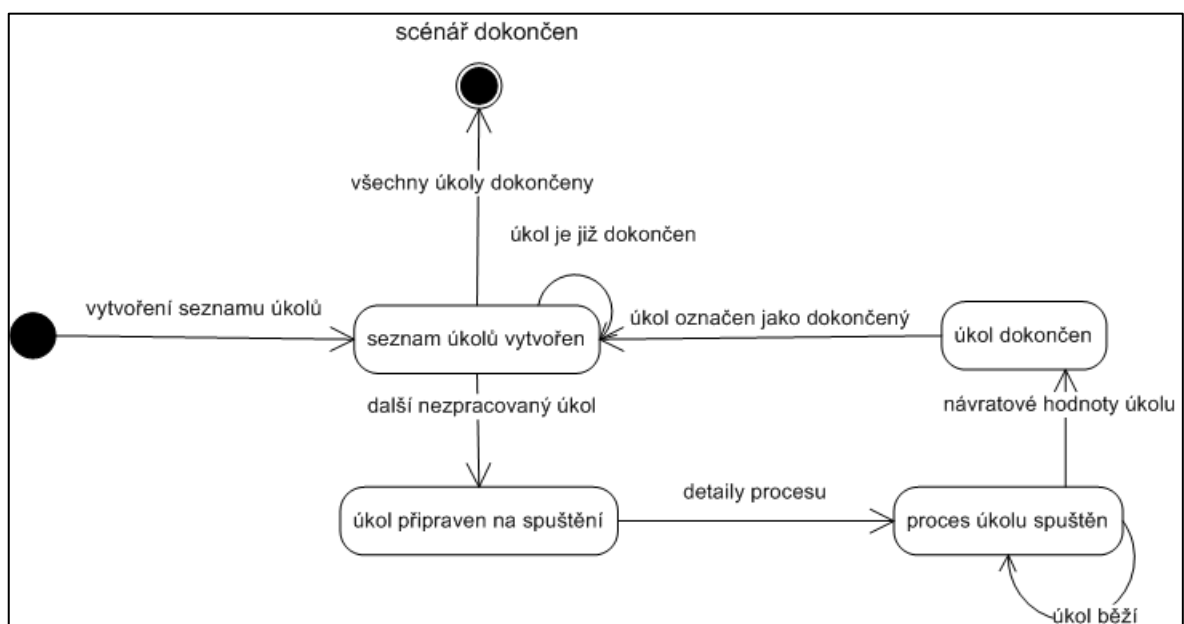 scénář dokončen
všechny úkoly dokončeny
úkol je již dokončen
vytvoření seznamu úkolů
seznam úkolů vytvořen
úkol označen jako dokončený
úkol dokončen
další nezpracovaný úkol
návratové hodnoty úkolu
úkol připraven na spuštění
detaily procesu
proces úkolu spuštěn
úkol běží